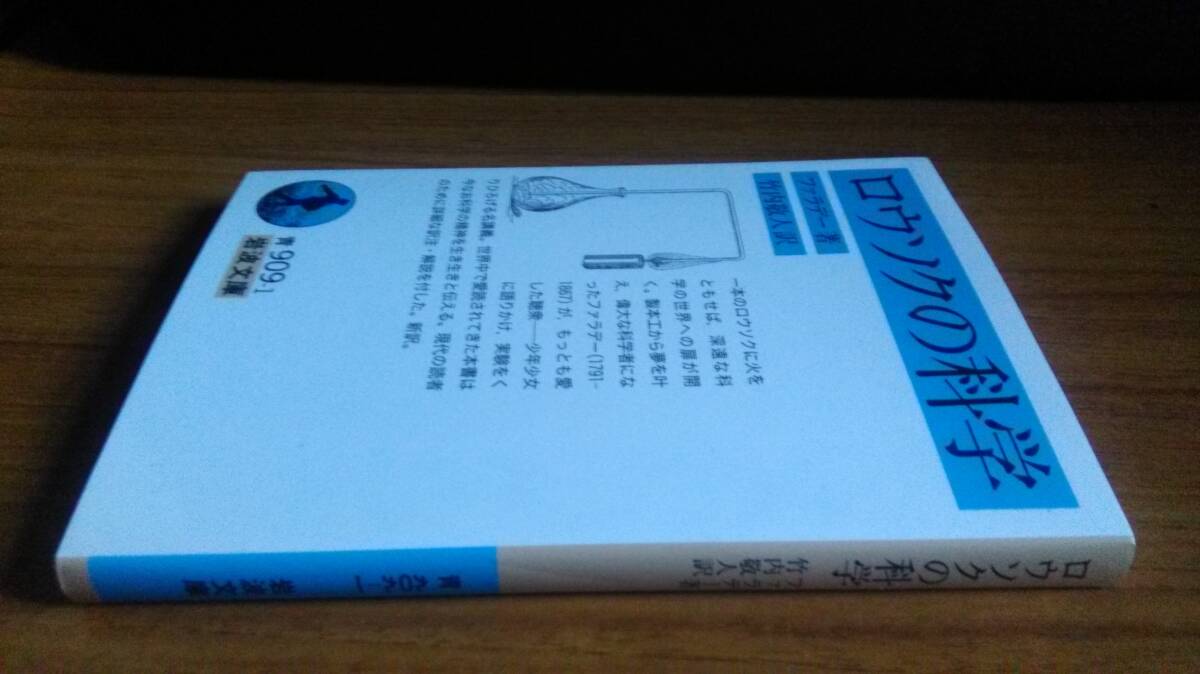 ロウソクの科学
ファラデー著
竹内敬人訳
一本のロウソクに火を
ともせば、深遠な科
学の世界への扉が開
く。製本工から夢を叶
え、偉大な科学者にな
ったファラデー(1791-
1867)が、もっとも愛
した聴衆──少年少女
に語りかけ、実験をく
りひろげる名講義。世界中で愛読されてきた本書は
今なお科学の精神を生き生きと伝える。現代の読者
のために詳細な訳注・解説を付した。新訳。
青909-1
岩波文庫
ロウソクの科学
ファラデー著
竹内敬人訳
青九〇九-一
岩波文庫